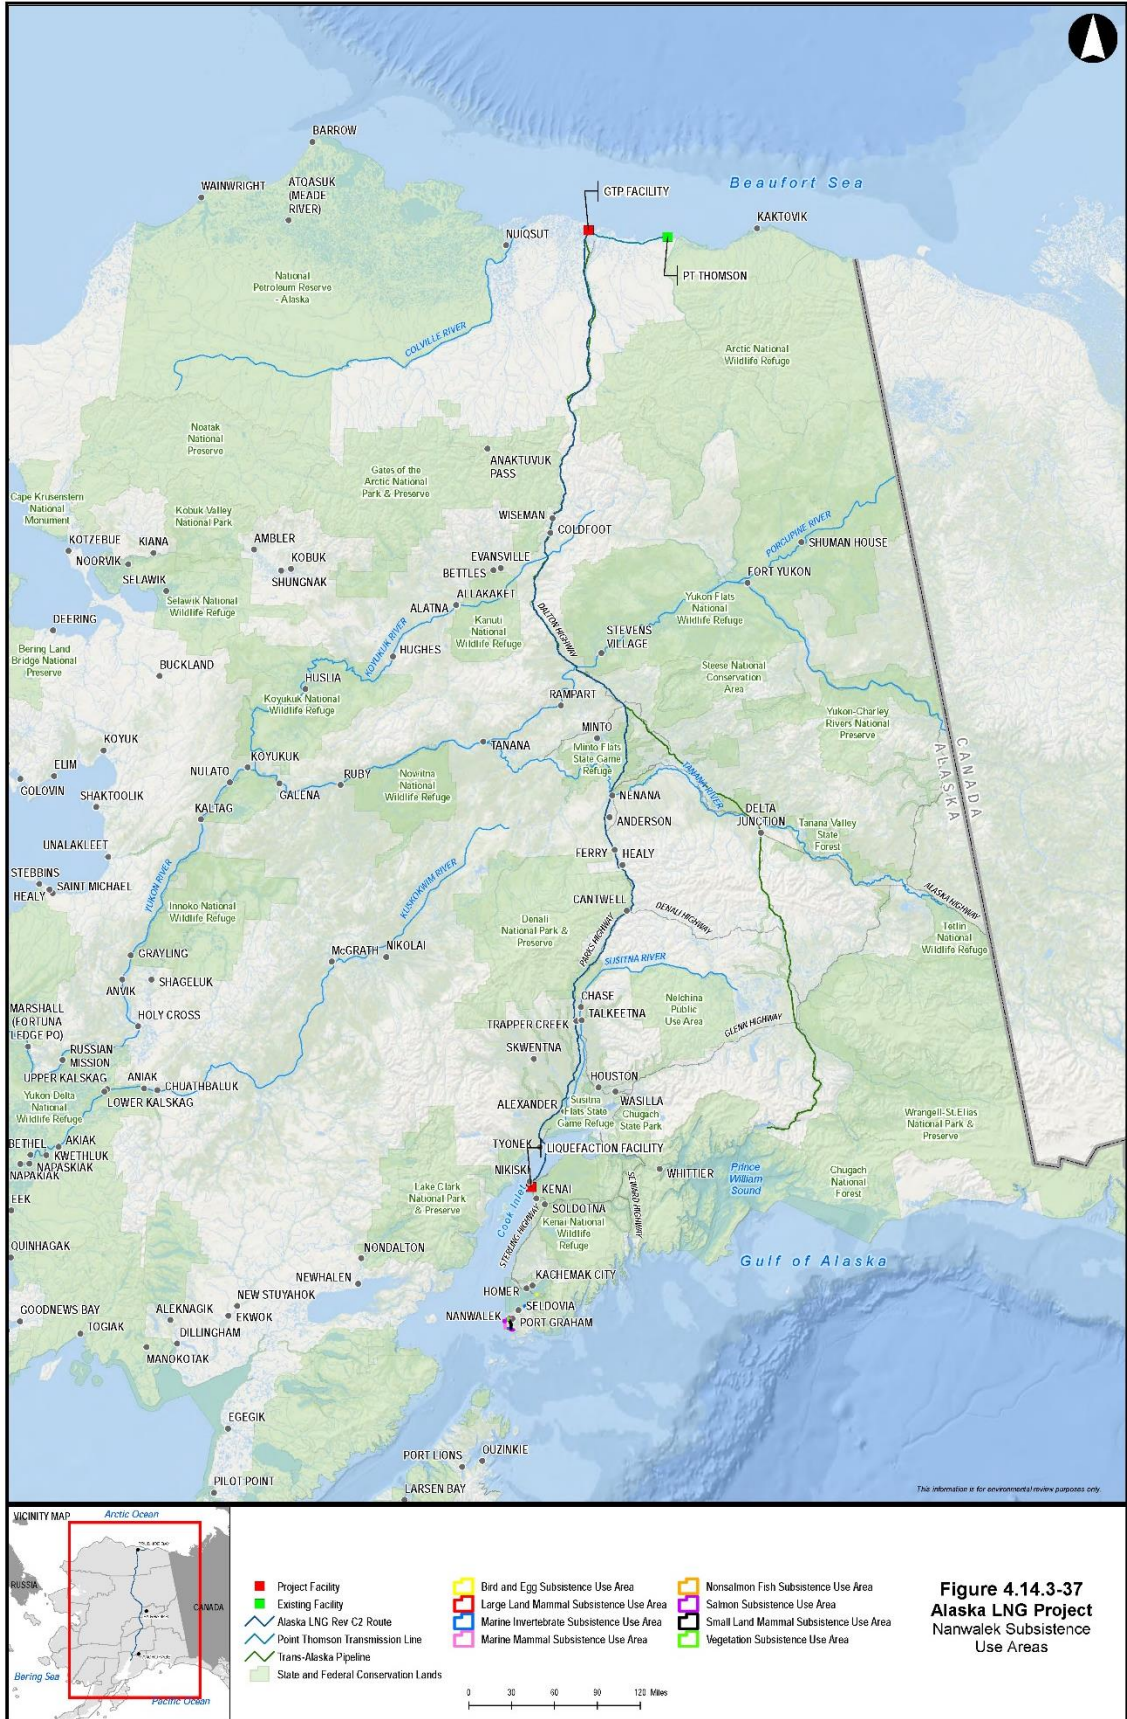 BARROW
WAINWRIGHT
ATQASUK
(MEADE
RIVER)
GTP FACILITY
Beaufort Sea
KAKTOVIK
NUIQSUT
PT THOMSON
National
Petroleum Reserve
- Alaska
COLVILLE RIVER
Arctic National
Wildlife Refuge
Noatak
National
Preserve
ANAKTUVUK
PASS
Gates of the
Arctic National
Park & Preserve
Cape Krusenstern
National
Monument
Kobuk Valley
National Park
WISEMAN
COLDFOOT
PORCUPINE RIVER
SHUMAN HOUSE
KOTZEBUE
KIANA
AMBLER
NOORVIK
KOBUK
SHUNGNAK
EVANSVILLE
BETTLES
SELAWIK
FORT YUKON
Selawik National
Wildlife Refuge
ALLAKAKET
ALATNA
Yukon Flats
National
Wildlife Refuge
DALTON HIGHWAY
DEERING
Kanuti
National
Wildlife Refuge
STEVENS
VILLAGE
Bering Land
Bridge National
Preserve
BUCKLAND
KOYUKUK RIVER
HUGHES
Steese National
Conservation
Area
HUSLIA
Koyukuk National
Wildlife Refuge
RAMPART
Yukon-Charley
Rivers National
Preserve
MINTO
Minto Flats
State Game
Refuge
CANADA
ALASKA
KOYUK
TANANA
KOYUKUK
ELIM
NULATO
RUBY
Nowitna
National
Wildlife Refuge
TANANA RIVER
GOLOVIN
GALENA
NENANA
SHAKTOOLIK
KALTAG
ANDERSON
DELTA
JUNCTION
Tanana Valley
State
Forest
UNALAKLEET
FERRY
HEALY
STEBBINS
SAINT MICHAEL
HEALY
YUKON RIVER
KUSKOKWIM RIVER
ALASKA HIGHWAY
Innoko National
Wildlife Refuge
CANTWELL
DENALI HIGHWAY
Denali
National Park &
Preserve
PARKS HIGHWAY
Tetlin
National
Wildlife Refuge
GRAYLING
McGRATH
NIKOLAI
SUSITNA RIVER
SHAGELUK
ANVIK
CHASE
TALKEETNA
Nelchina
Public
Use Area
MARSHALL
(FORTUNA
LEDGE PO)
HOLY CROSS
TRAPPER CREEK
GLENN HIGHWAY
RUSSIAN
MISSION
SKWENTNA
UPPER KALSKAG
ANIAK
CHUATHBALUK
HOUSTON
LOWER KALSKAG
Yukon Delta
National
Wildlife Refuge
ALEXANDER
Susitna
Flats State
Game Refuge
WASILLA
Chugach
State Park
Wrangell-St.Elias
National Park &
Preserve
BETHEL
AKIAK
KWETHLUK
TYONEK
LIQUEFACTION FACILITY
NAPASKIAK
NAPAKIAK
NIKISKI
WHITTIER
Prince
William
Sound
Chugach
National
Forest
EEK
Lake Clark
National Park
& Preserve
KENAI
Cook Inlet
SOLDOTNA
SEWARD HIGHWAY
Kenai National
Wildlife
Refuge
STERLING HIGHWAY
QUINHAGAK
NONDALTON
Gulf of Alaska
NEWHALEN
KACHEMAK CITY
HOMER
NEW STUYAHOK
GOODNEWS BAY
ALEKNAGIK
EKWOK
SELDOVIA
NANWALEK
PORT GRAHAM
TOGIAK
DILLINGHAM
MANOKOTAK
EGEGIK
PORT LIONS
OUZINKIE
PILOT POINT
LARSEN BAY
This information is for environmental review purposes only.
VICINITY MAP
Arctic Ocean
RUSSIA
CANADA
Bering Sea
Pacific Ocean
Project Facility
Existing Facility
Alaska LNG Rev C2 Route
Point Thomson Transmission Line
Trans-Alaska Pipeline
State and Federal Conservation Lands
Bird and Egg Subsistence Use Area
Large Land Mammal Subsistence Use Area
Marine Invertebrate Subsistence Use Area
Marine Mammal Subsistence Use Area
Nonsalmon Fish Subsistence Use Area
Salmon Subsistence Use Area
Small Land Mammal Subsistence Use Area
Vegetation Subsistence Use Area
0 30 60 90 120 Miles
Figure 4.14.3-37
Alaska LNG Project
Nanwalek Subsistence
Use Areas